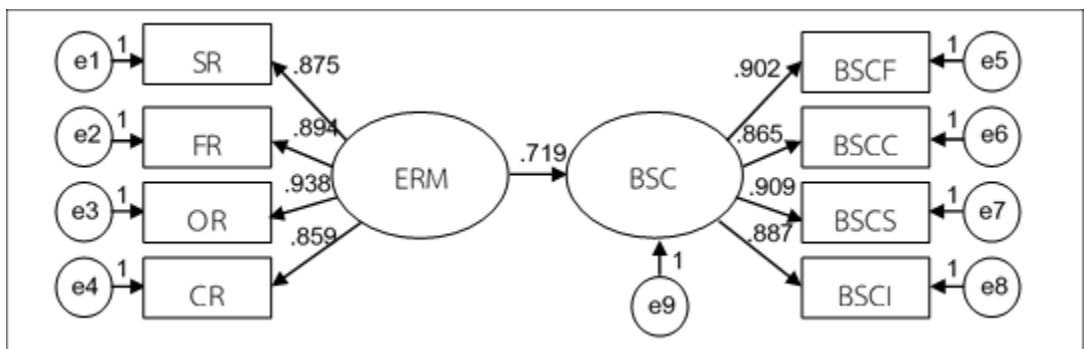 e1 1 SR .875
e2 1 FR .894
e3 1 OR .938
e4 1 CR .859
ERM .719 BSC
.902 BSCF 1 e5
.865 BSCC 1 e6
.909 BSCS 1 e7
.887 BSCI 1 e8
1
e9